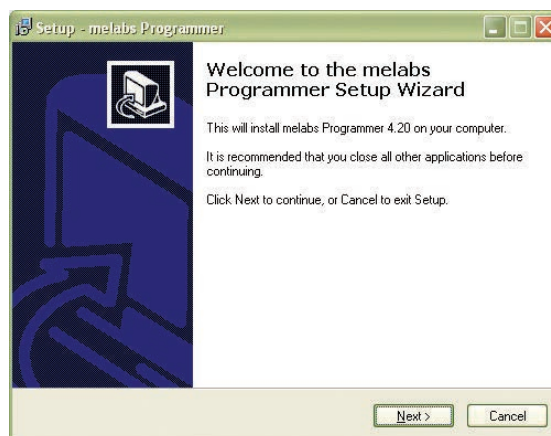 Setup - melabs Programmer
Welcome to the melabs
Programmer Setup Wizard
This will install melabs Programmer 4.20 on your computer.
It is recommended that you close all other applications before
continuing.
Click Next to continue, or Cancel to exit Setup.
Next >
Cancel